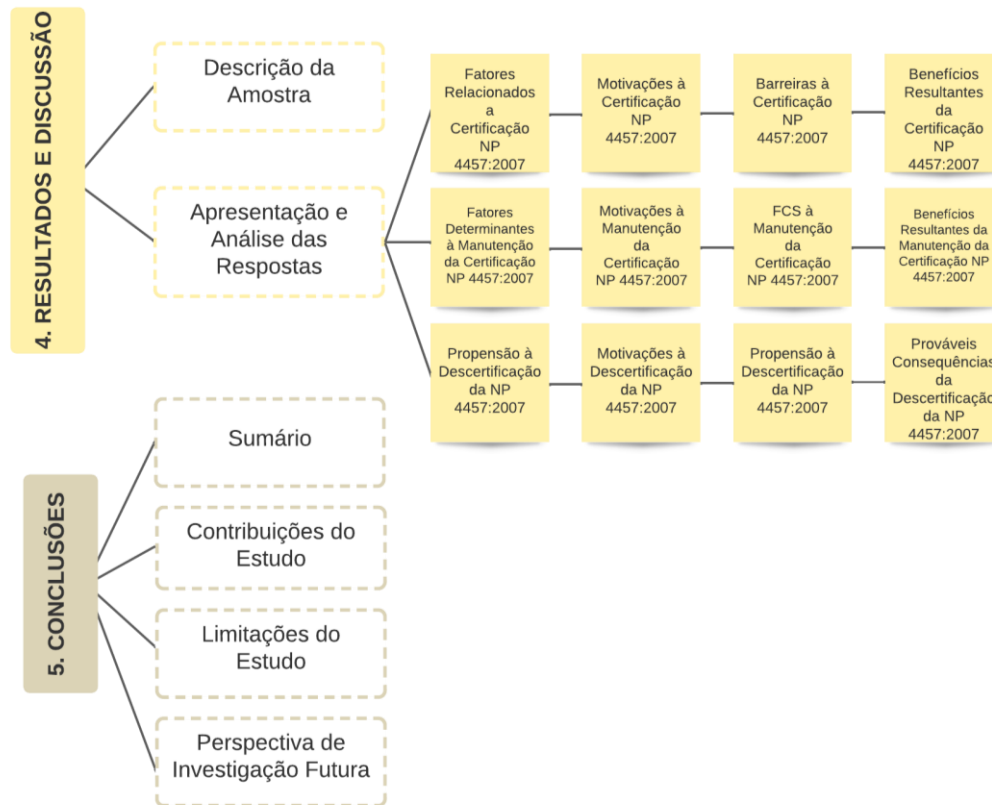 4. RESULTADOS E DISCUSSÃO
Descrição da
Amostra
Apresentação e
Análise das
Respostas
Fatores
Relacionados
a
Certificação
NP
4457:2007
Motivações à
Certificação
NP
4457:2007
Barreiras à
Certificação
NP
4457:2007
Benefícios
Resultantes
da
Certificação
NP
4457:2007
Fatores
Determinantes
à Manutenção
da Certificação
NP 4457:2007
Motivações à
Manutenção
da
Certificação
NP 4457:2007
FCS à
Manutenção
da
Certificação
NP 4457:2007
Benefícios
Resultantes da
Manutenção da
Certificação NP
4457:2007
Propensão à
Descertificação
da NP
4457:2007
Motivações à
Descertificação
da NP
4457:2007
Propensão à
Descertificação
da NP
4457:2007
Prováveis
Consequências
da
Descertificação
da NP
4457:2007
5. CONCLUSÕES
Sumário
Contribuições do
Estudo
Limitações do
Estudo
Perspectiva de
Investigação Futura